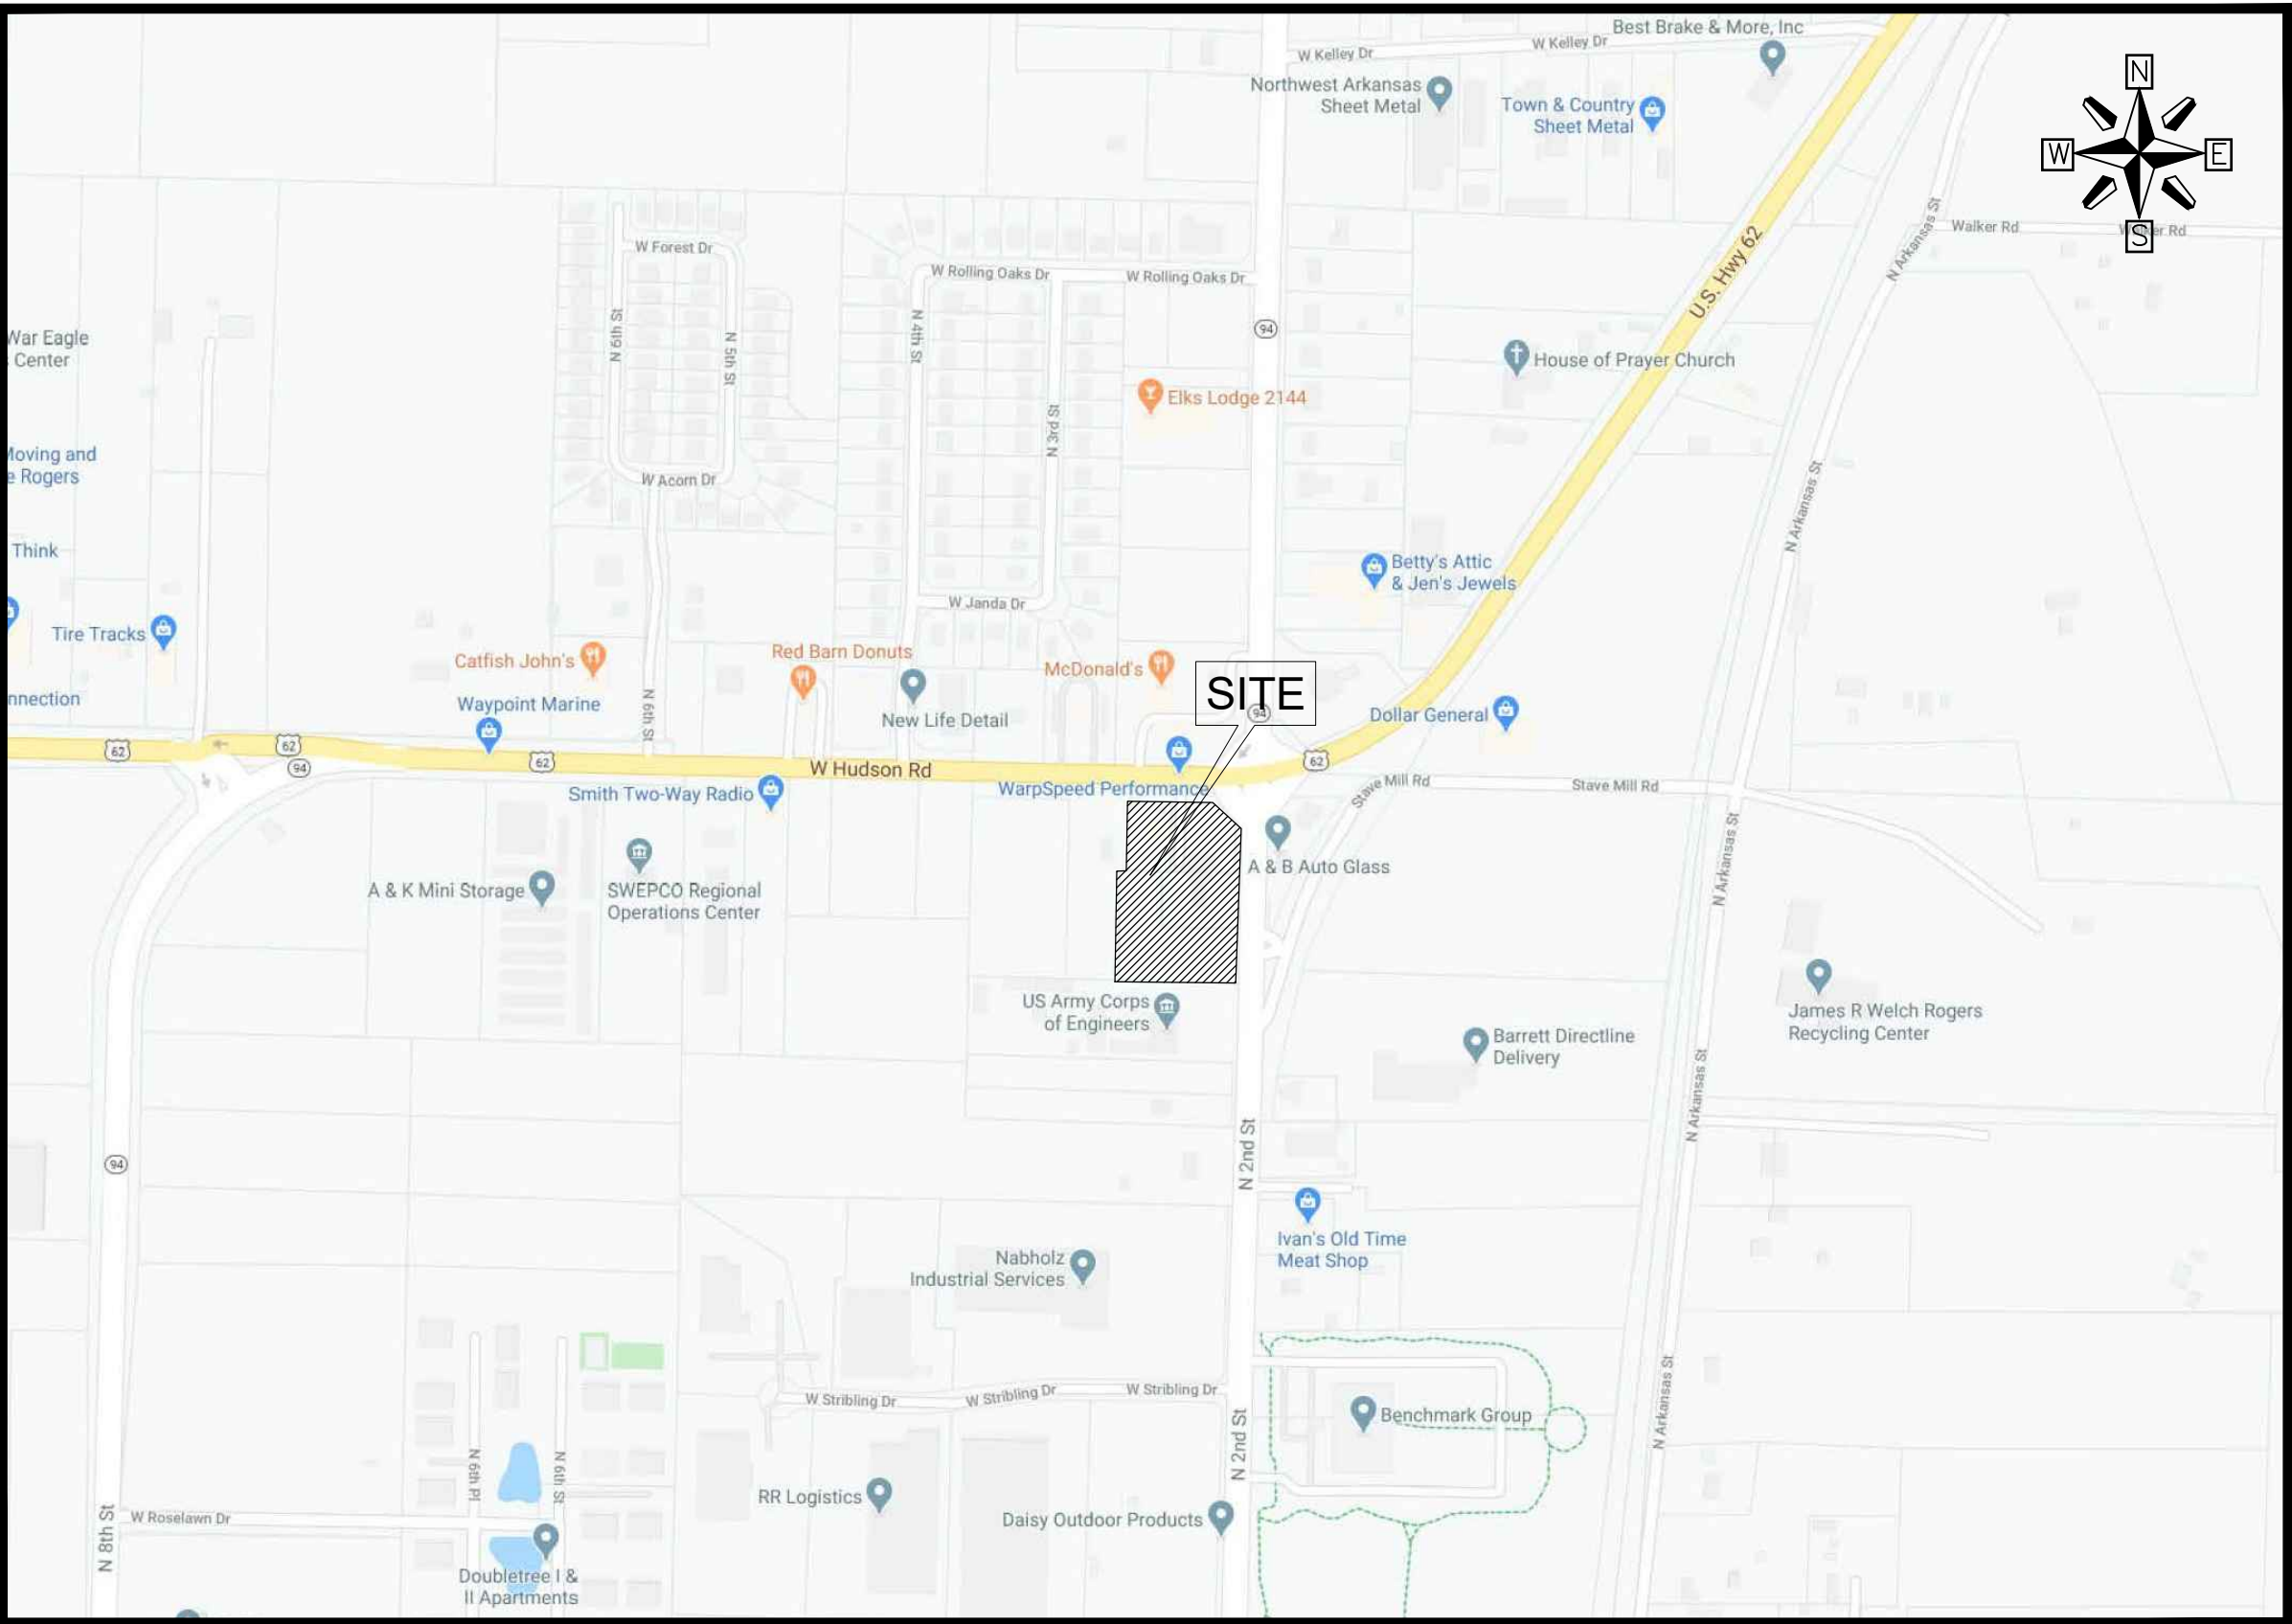 Best Brake & More, Inc
W Kelley Dr
W Kelley Dr
N
Northwest Arkansas
Sheet Metal
Town & Country
Sheet Metal
W
E
S
N Arkansas St
Walker Rd
U.S. Hwy 62
W Forest Dr
W Rolling Oaks Dr
W Rolling Oaks Dr
War Eagle
Center
N 6th St
N 5th St
N 4th St
94
House of Prayer Church
Elks Lodge 2144
N 3rd St
Moving and
e Rogers
W Acorn Dr
N Arkansas St
Think
Betty's Attic
& Jen's Jewels
W Janda Dr
Tire Tracks
Catfish John's
Red Barn Donuts
McDonald's
SITE
94
nnection
Waypoint Marine
N 6th St
New Life Detail
Dollar General
62
62
94
62
W Hudson Rd
62
Smith Two-Way Radio
WarpSpeed Performance
Stave Mill Rd
Stave Mill Rd
A & K Mini Storage
SWEPCO Regional
Operations Center
A & B Auto Glass
N Arkansas St
US Army Corps
of Engineers
James R Welch Rogers
Recycling Center
Barrett Directline
Delivery
N Arkansas St
94
N 2nd St
Ivan's Old Time
Meat Shop
Nabholz
Industrial Services
W Stribling Dr
W Stribling Dr
W Stribling Dr
N 2nd St
Benchmark Group
N Arkansas St
N 6th Pl
N 6th St
RR Logistics
Daisy Outdoor Products
N 8th St
W Roselawn Dr
Doubletree I &
II Apartments